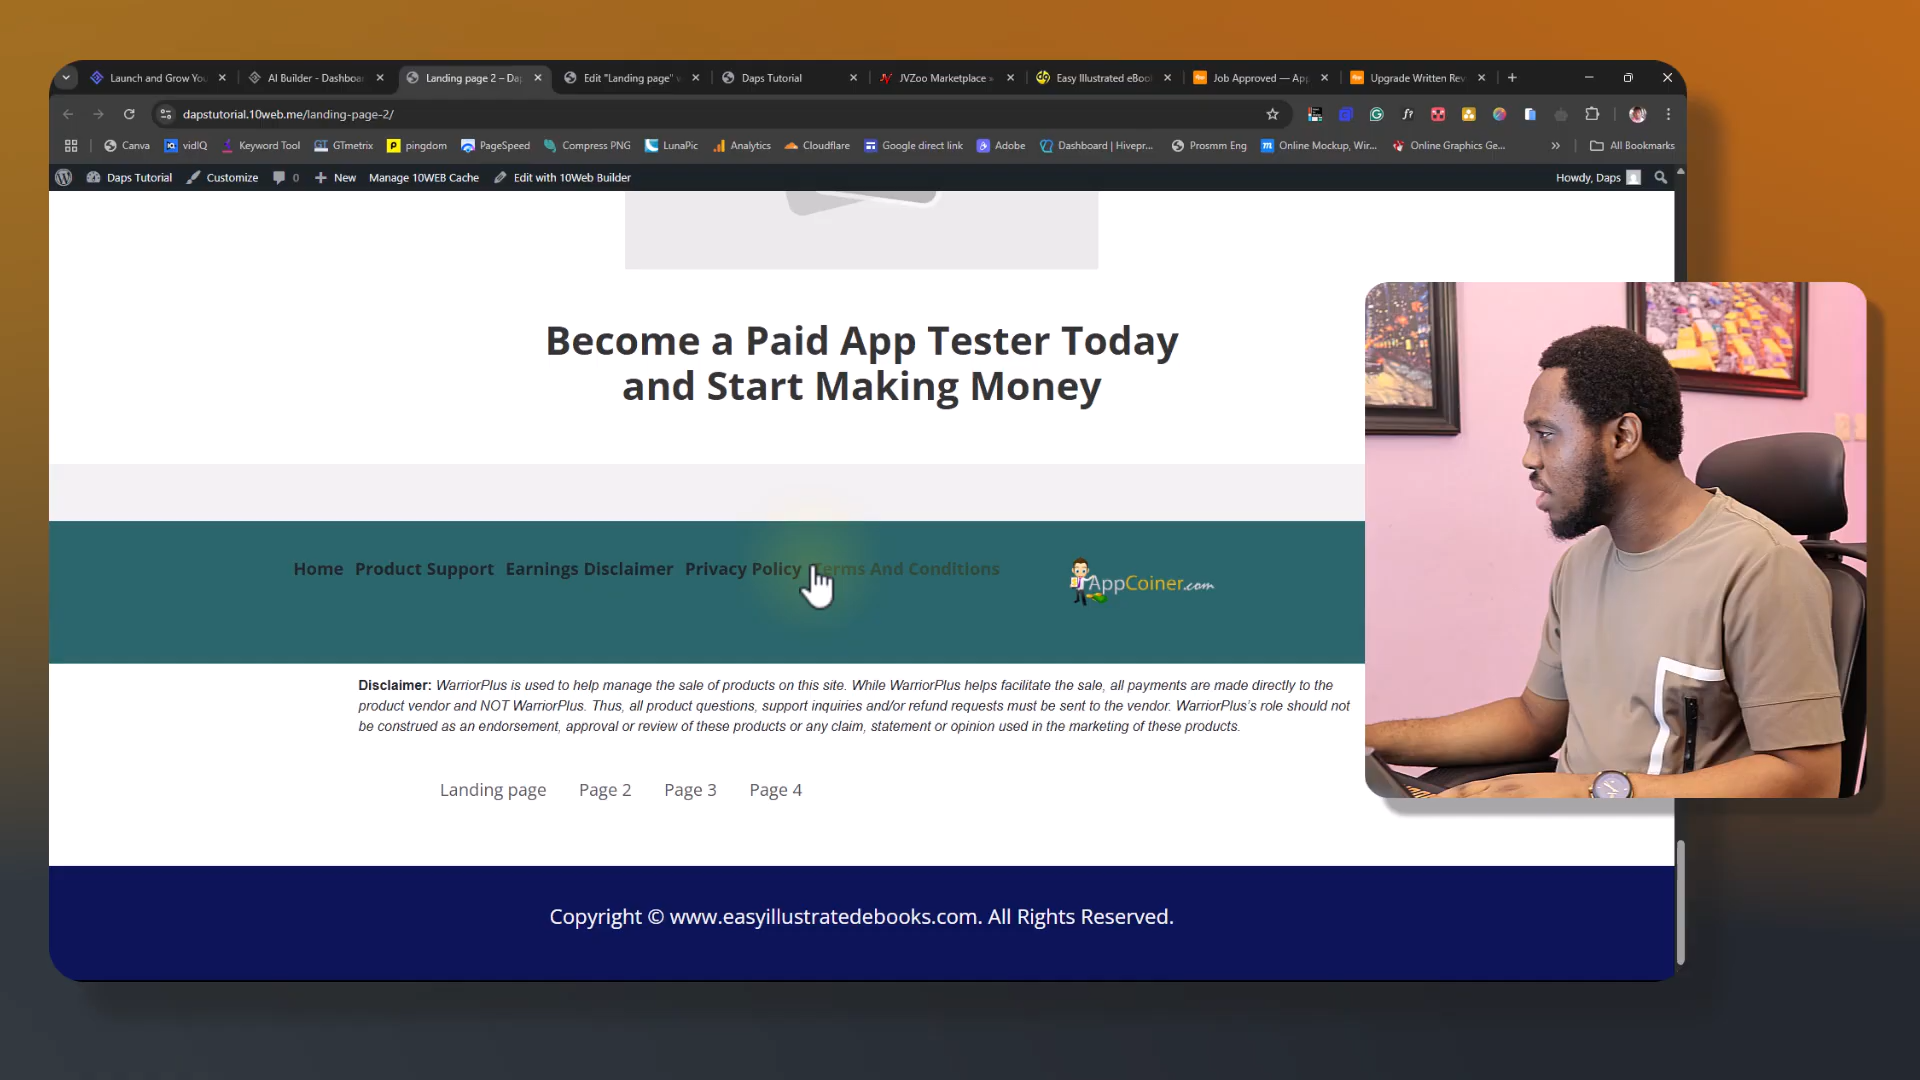 Launch and Grow You
AI Builder - Dashboa
Landing page 2 – Da
Edit "Landing page"
Daps Tutorial
JVZoo Marketplace »
Easy Illustrated eBoo
Job Approved — Ap
Upgrade Written Rev
dapstutorial.10web.me/landing-page-2/
Canva
vidIQ
Keyword Tool
GTmetrix
pingdom
PageSpeed
Compress PNG
LunaPic
Analytics
Cloudflare
Google direct link
Adobe
Dashboard | Hivepr...
Prosmm Eng
Online Mockup, Wir...
Online Graphics Ge...
»
All Bookmarks
Daps Tutorial
Customize
0
New
Manage 10WEB Cache
Edit with 10Web Builder
Howdy, Daps
Become a Paid App Tester Today
and Start Making Money
Home Product Support Earnings Disclaimer Privacy Policy Terms And Conditions
AppCoiner.com
Disclaimer: WarriorPlus is used to help manage the sale of products on this site. While WarriorPlus helps facilitate the sale, all payments are made directly to the
product vendor and NOT WarriorPlus. Thus, all product questions, support inquiries and/or refund requests must be sent to the vendor. WarriorPlus's role should not
be construed as an endorsement, approval or review of these products or any claim, statement or opinion used in the marketing of these products.
Landing page Page 2 Page 3 Page 4
Copyright © www.easyillustratedebooks.com. All Rights Reserved.